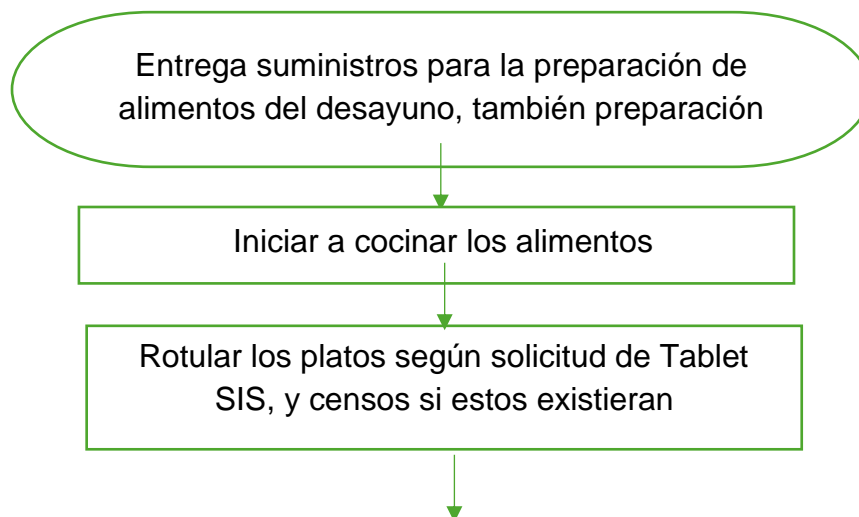 Entrega suministros para la preparación de
alimentos del desayuno, también preparación
Iniciar a cocinar los alimentos
Rotular los platos según solicitud de Tablet
SIS, y censos si estos existieran